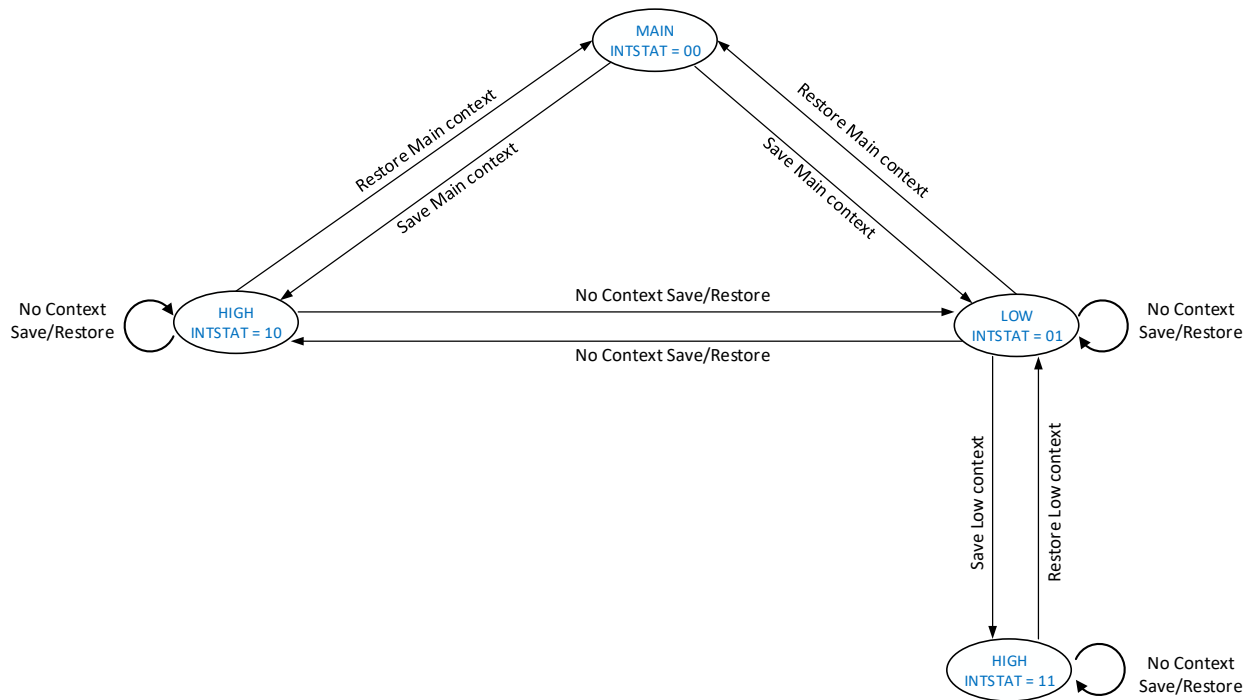 MAIN
INTSTAT = 00
Restore Main context
Save Main context
Save Main context
Restore Main context
No Context
Save/Restore
HIGH
INTSTAT = 10
No Context Save/Restore
No Context Save/Restore
LOW
INTSTAT = 01
No Context
Save/Restore
Save Low context
Restore Low context
HIGH
INTSTAT = 11
No Context
Save/Restore